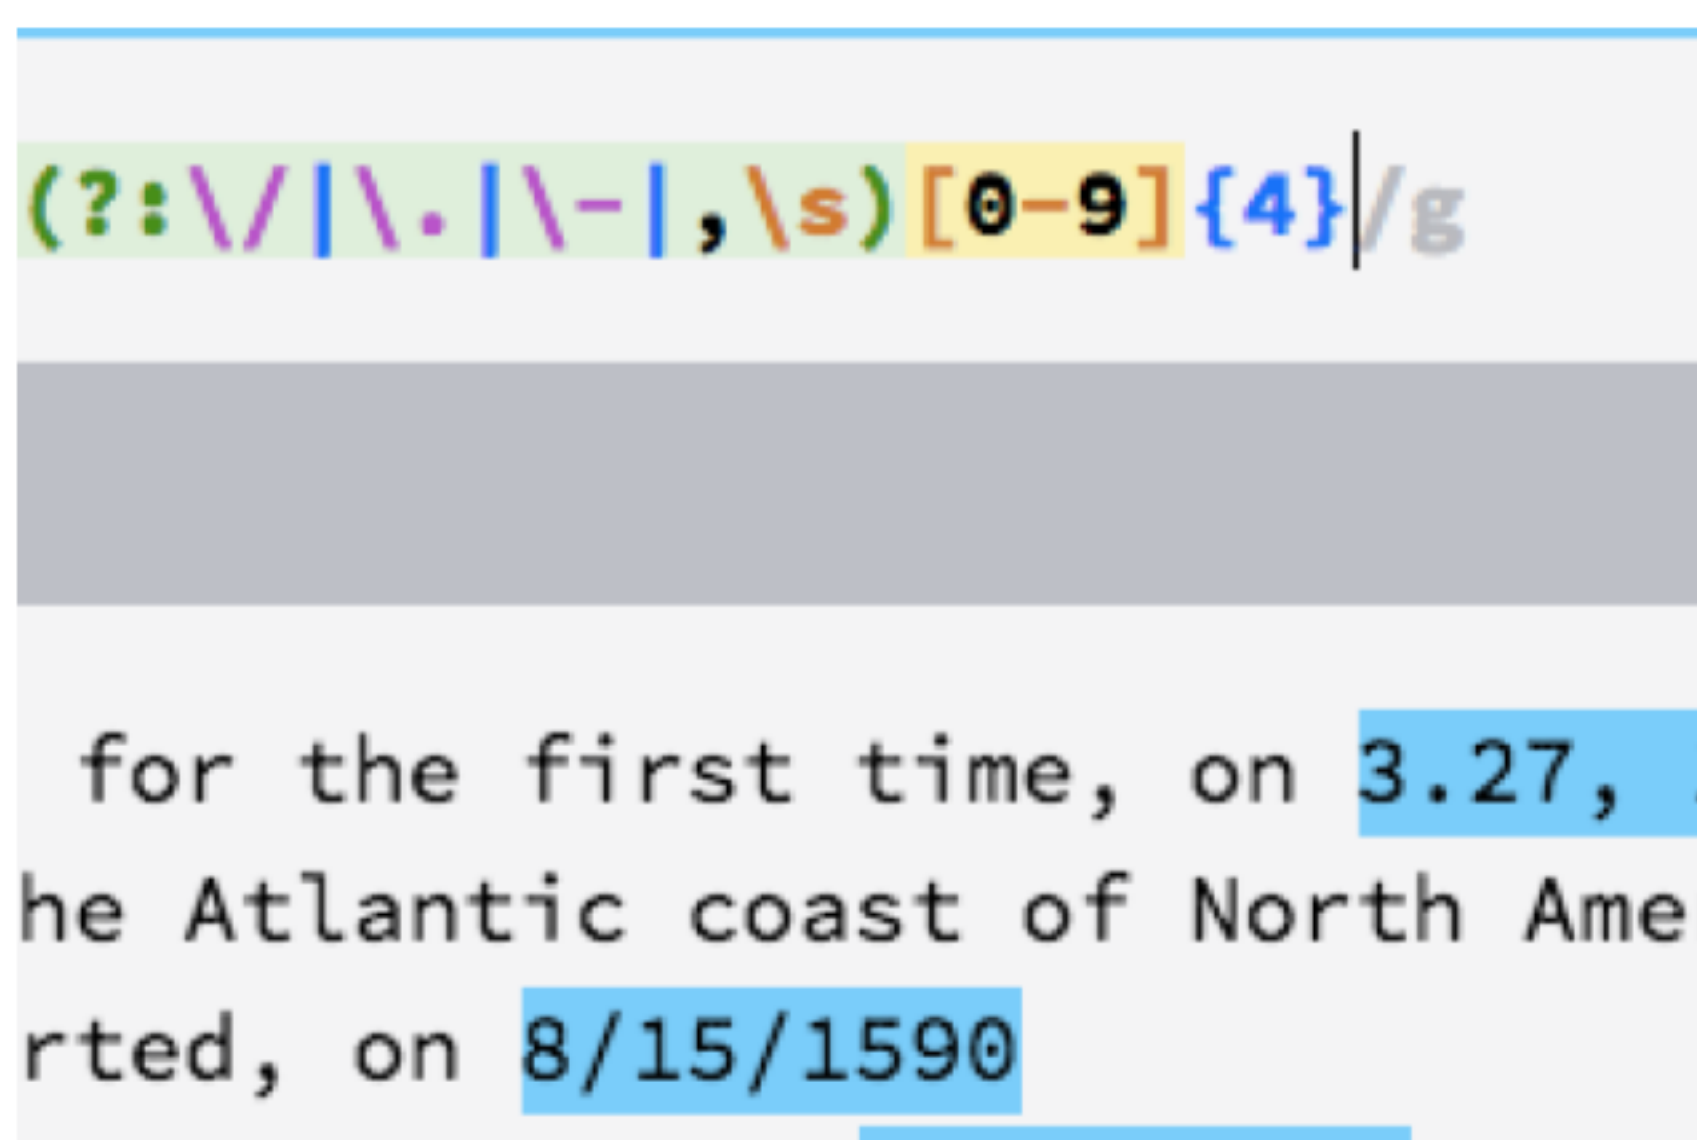 (?:\/|\.|\-|,\s)[0-9]{4}/g
for the first time, on 3.27,
he Atlantic coast of North Ame
rted, on 8/15/1590